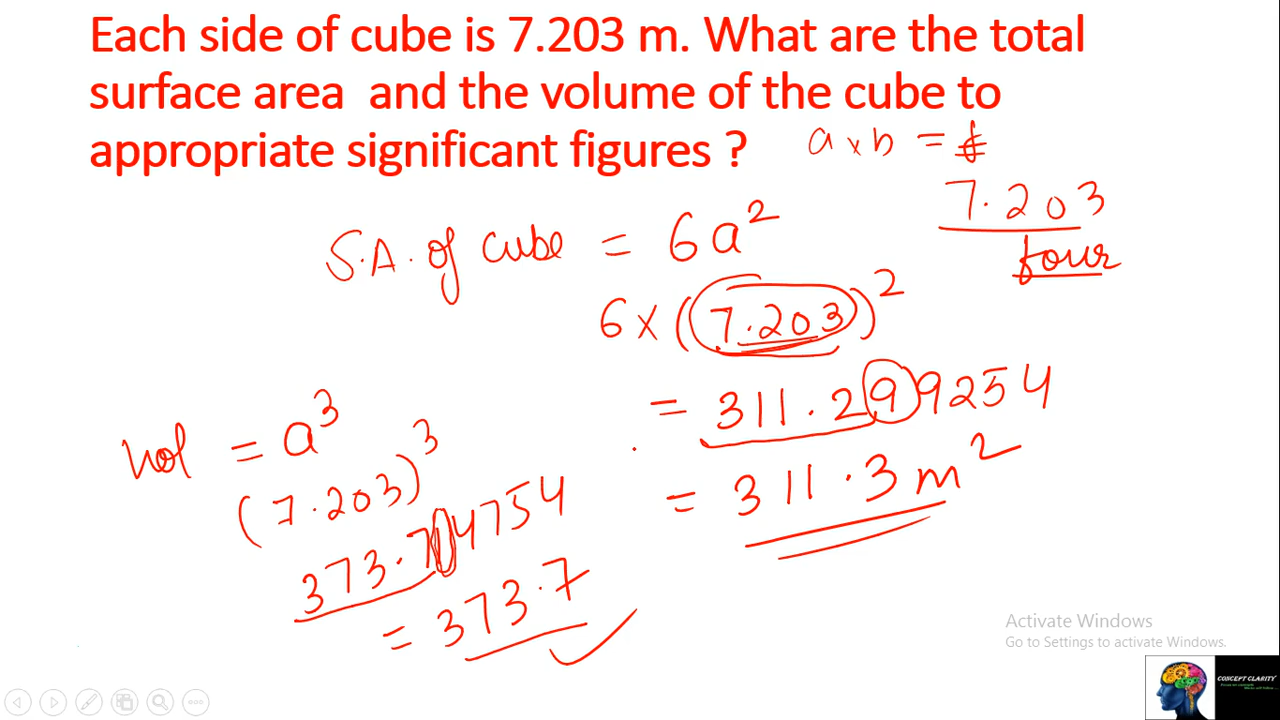 Each side of cube is 7.203 m. What are the total
surface area and the volume of the cube to
appropriate significant figures ?
a x b =
7.203
four
S.A. of cube = 6a²
6 x (7.203)²
= 311.299254
= 311.3 m²
vol = a³
(7.203)³
373.714754
= 373.7
Activate Windows
Go to Settings to activate Windows.
CONCEPT CLARITY